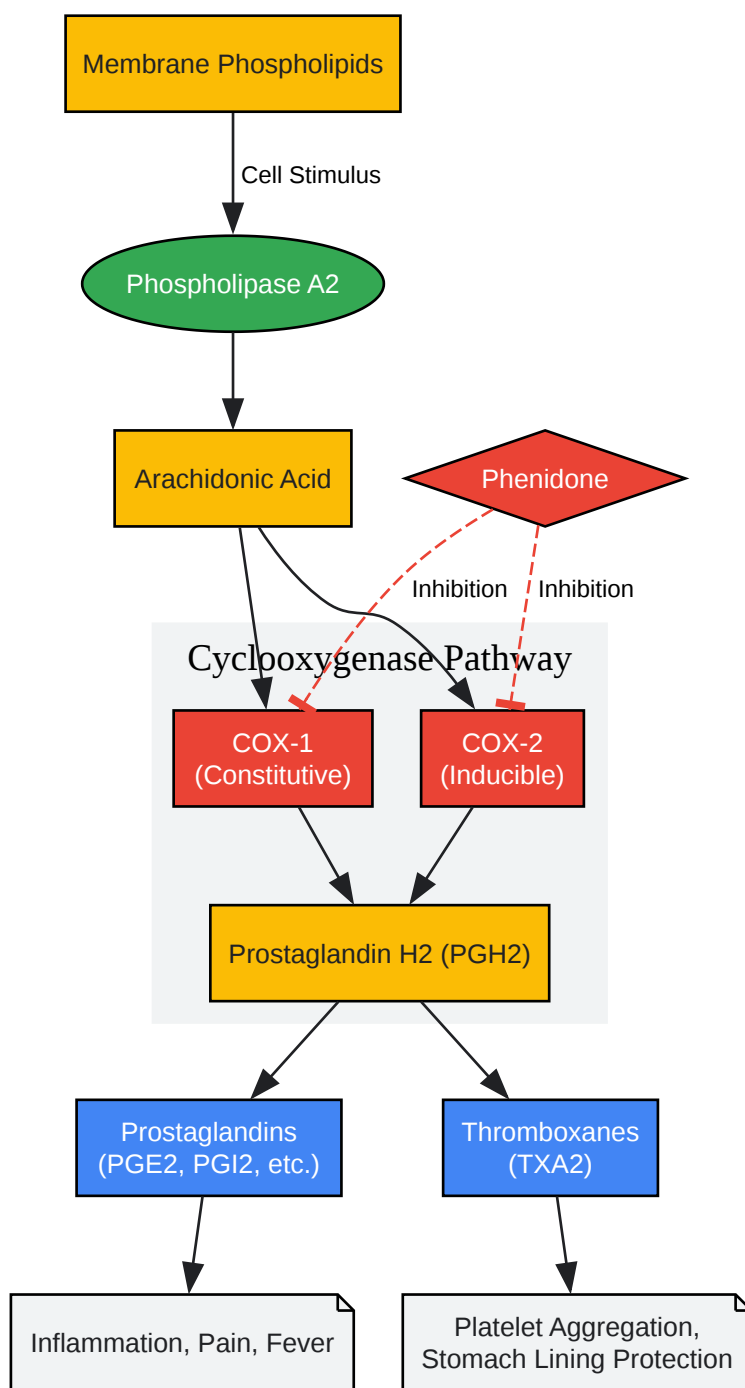 Membrane Phospholipids
Cell Stimulus
Phospholipase A2
Arachidonic Acid
Phenidone
Inhibition
Inhibition
Cyclooxygenase Pathway
COX-1
(Constitutive)
COX-2
(Inducible)
Prostaglandin H2 (PGH2)
Prostaglandins
(PGE2, PGI2, etc.)
Thromboxanes
(TXA2)
Inflammation, Pain, Fever
Platelet Aggregation,
Stomach Lining Protection